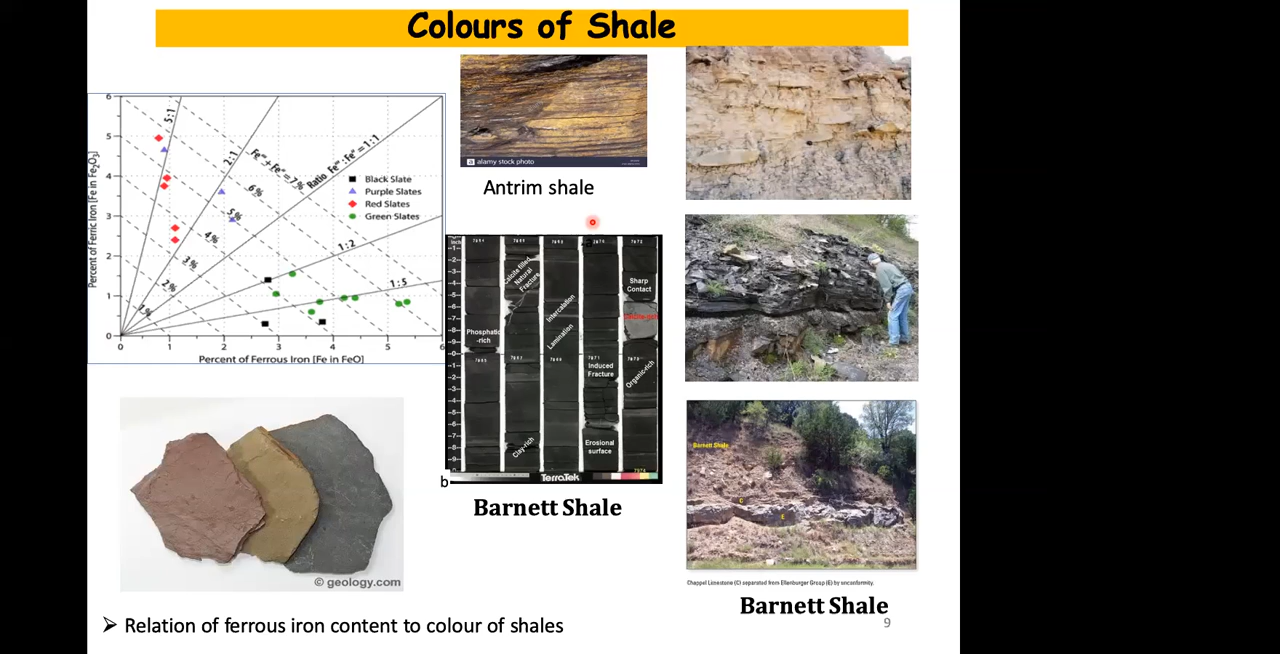 Colours of Shale
6
5
4
3
2
1
0
0
1
2
3
4
5
6
Percent of Ferric Iron [Fe in Fe₂O₃]
Percent of Ferrous Iron [Fe in FeO]
5:1
2:1
Ratio
=1:1
1:2
1:5
=7%
6%
5%
4%
3%
2%
1%
Black Slate
Purple Slates
Red Slates
Green Slates
a alamy stock photo
Antrim shale
Calcite filled
Natural
Fracture
Sharp
Contact
Intercalation
Phosphatic
-rich
Lamination
Induced
Fracture
Organic-rich
Clay-rich
Erosional
surface
TerraTek
b
Barnett Shale
© geology.com
Barnett Shale
C
E
Chappel Limestone (C) separated from Ellenburger Group (E) by unconformity.
Barnett Shale
➢ Relation of ferrous iron content to colour of shales
9